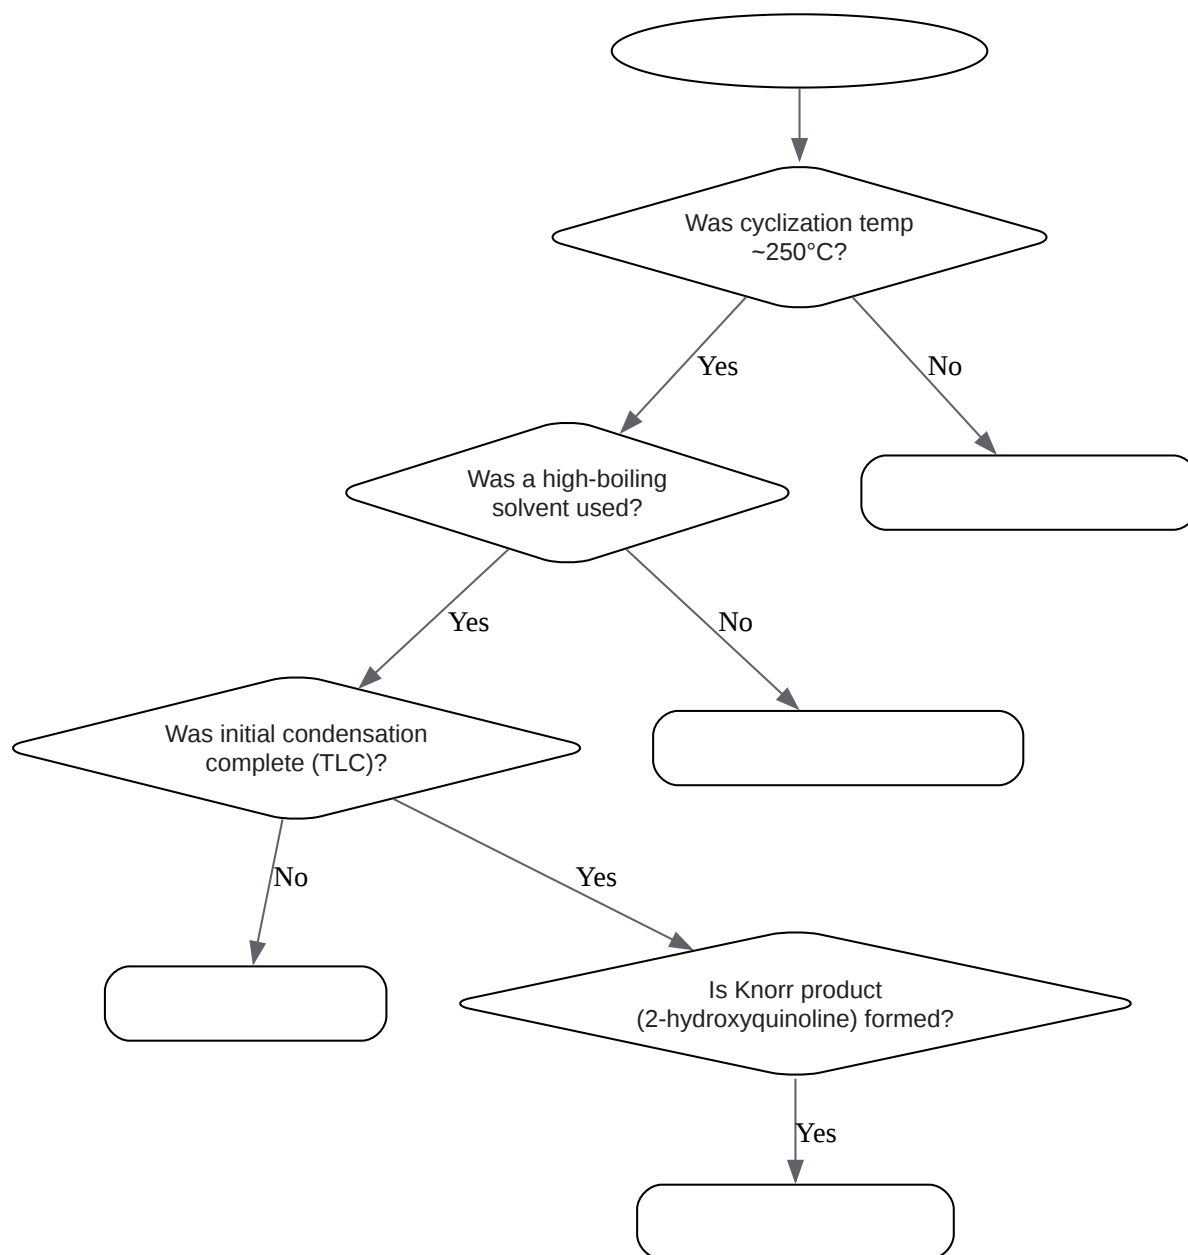 Was cyclization temp
~250°C?
Yes
No
Was a high-boiling
solvent used?
Yes
No
Was initial condensation
complete (TLC)?
No
Yes
Is Knorr product
(2-hydroxyquinoline) formed?
Yes